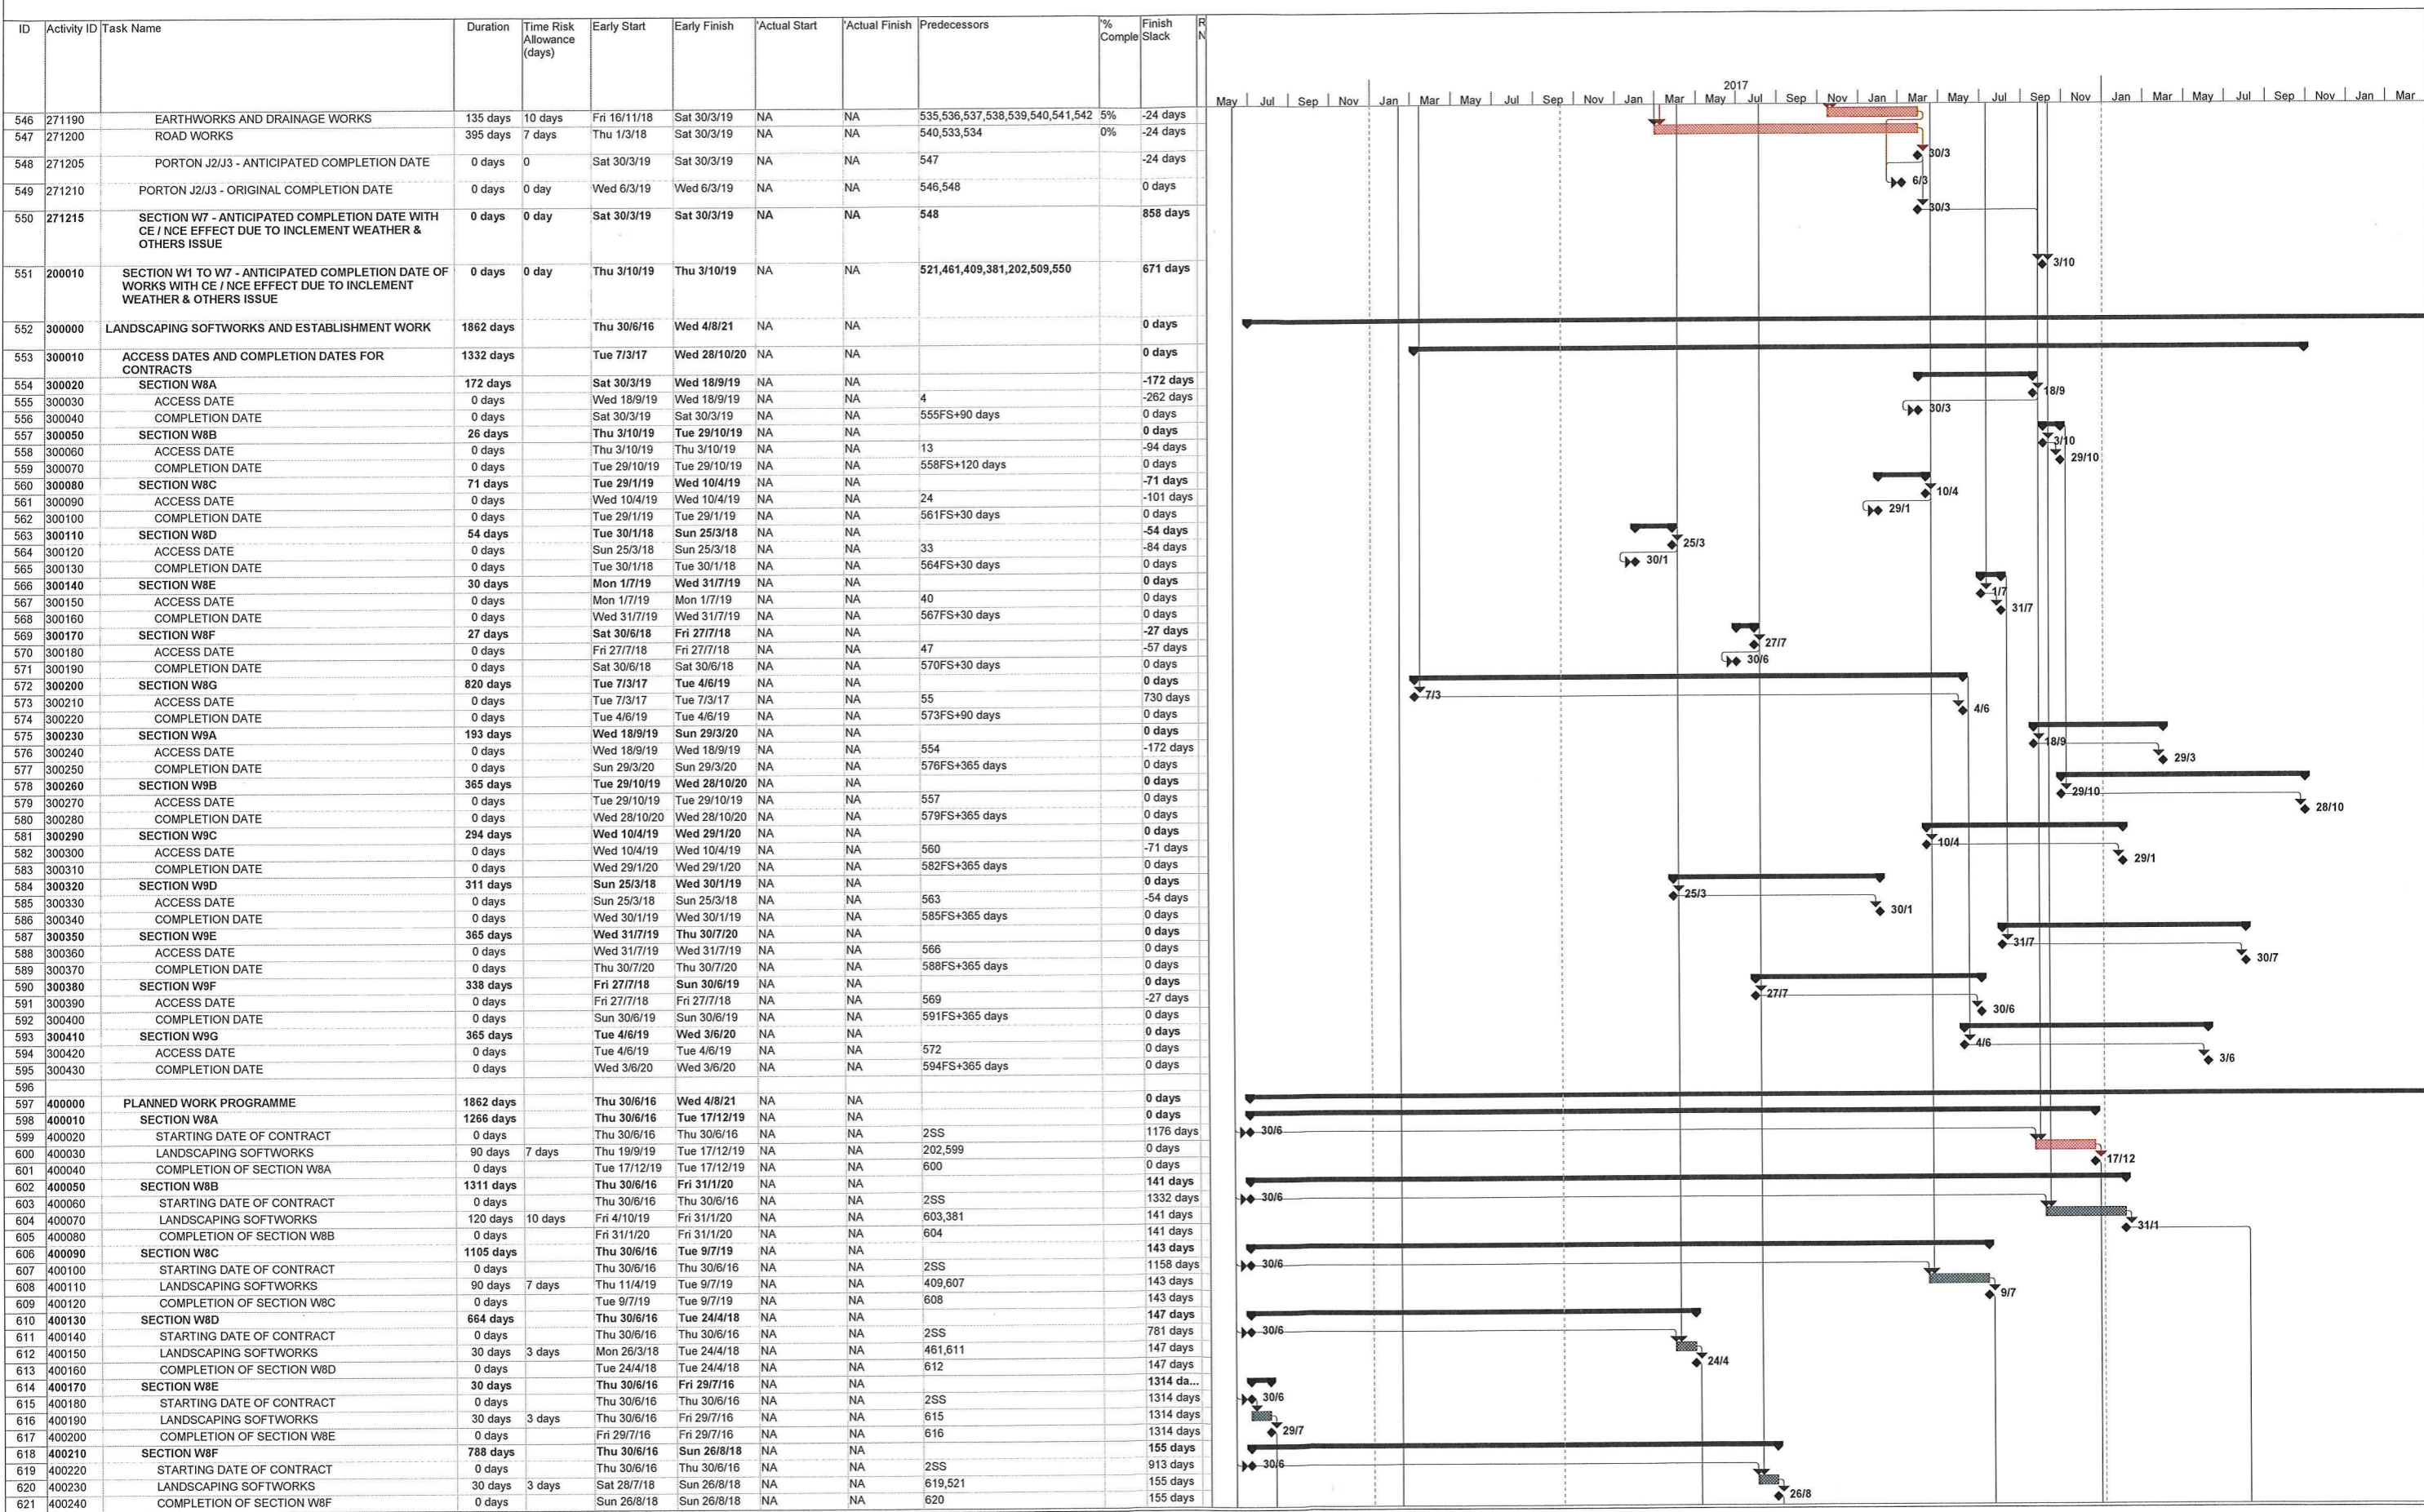 ID Activity ID Task Name Duration Time Risk Early Start Early Finish 'Actual Start 'Actual Finish Predecessors '% Finish R
Allowance Comple Slack N
(days)
2017
May Jul Sep Nov Jan Mar May Jul Sep Nov Jan Mar May Jul Sep Nov Jan Mar May Jul Sep Nov Jan Mar May Jul Sep Nov Jan Mar
546 271190 EARTHWORKS AND DRAINAGE WORKS 135 days 10 days Fri 16/11/18 Sat 30/3/19 NA NA 535,536,537,538,539,540,541,542 5% -24 days
547 271200 ROAD WORKS 395 days 7 days Thu 1/3/18 Sat 30/3/19 NA NA 540,533,534 0% -24 days
548 271205 PORTON J2/J3 - ANTICIPATED COMPLETION DATE 0 days 0 Sat 30/3/19 Sat 30/3/19 NA NA 547 -24 days 30/3
549 271210 PORTON J2/J3 - ORIGINAL COMPLETION DATE 0 days 0 day Wed 6/3/19 Wed 6/3/19 NA NA 546,548 0 days 6/3
550 271215 SECTION W7 - ANTICIPATED COMPLETION DATE WITH 0 days 0 day Sat 30/3/19 Sat 30/3/19 NA NA 548 858 days 30/3
CE / NCE EFFECT DUE TO INCLEMENT WEATHER &
OTHERS ISSUE
551 200010 SECTION W1 TO W7 - ANTICIPATED COMPLETION DATE OF 0 days 0 day Thu 3/10/19 Thu 3/10/19 NA NA 521,461,409,381,202,509,550 671 days 3/10
WORKS WITH CE / NCE EFFECT DUE TO INCLEMENT
WEATHER & OTHERS ISSUE
552 300000 LANDSCAPING SOFTWORKS AND ESTABLISHMENT WORK 1862 days Thu 30/6/16 Wed 4/8/21 NA NA 0 days
553 300010 ACCESS DATES AND COMPLETION DATES FOR 1332 days Tue 7/3/17 Wed 28/10/20 NA NA 0 days
CONTRACTS
554 300020 SECTION W8A 172 days Sat 30/3/19 Wed 18/9/19 NA NA -172 days
555 300030 ACCESS DATE 0 days Wed 18/9/19 Wed 18/9/19 NA NA 4 -262 days 18/9
556 300040 COMPLETION DATE 0 days Sat 30/3/19 Sat 30/3/19 NA NA 555FS+90 days 0 days 30/3
557 300050 SECTION W8B 26 days Thu 3/10/19 Tue 29/10/19 NA NA 0 days
558 300060 ACCESS DATE 0 days Thu 3/10/19 Thu 3/10/19 NA NA 13 -94 days 3/10
559 300070 COMPLETION DATE 0 days Tue 29/10/19 Tue 29/10/19 NA NA 558FS+120 days 0 days 29/10
560 300080 SECTION W8C 71 days Tue 29/1/19 Wed 10/4/19 NA NA -71 days
561 300090 ACCESS DATE 0 days Wed 10/4/19 Wed 10/4/19 NA NA 24 -101 days 10/4
562 300100 COMPLETION DATE 0 days Tue 29/1/19 Tue 29/1/19 NA NA 561FS+30 days 0 days 29/1
563 300110 SECTION W8D 54 days Tue 30/1/18 Sun 25/3/18 NA NA -54 days
564 300120 ACCESS DATE 0 days Sun 25/3/18 Sun 25/3/18 NA NA 33 -84 days 25/3
565 300130 COMPLETION DATE 0 days Tue 30/1/18 Tue 30/1/18 NA NA 564FS+30 days 0 days 30/1
566 300140 SECTION W8E 30 days Mon 1/7/19 Wed 31/7/19 NA NA 0 days
567 300150 ACCESS DATE 0 days Mon 1/7/19 Mon 1/7/19 NA NA 40 0 days 1/7
568 300160 COMPLETION DATE 0 days Wed 31/7/19 Wed 31/7/19 NA NA 567FS+30 days 0 days 31/7
569 300170 SECTION W8F 27 days Sat 30/6/18 Fri 27/7/18 NA NA -27 days
570 300180 ACCESS DATE 0 days Fri 27/7/18 Fri 27/7/18 NA NA 47 -57 days 27/7
571 300190 COMPLETION DATE 0 days Sat 30/6/18 Sat 30/6/18 NA NA 570FS+30 days 0 days 30/6
572 300200 SECTION W8G 820 days Tue 7/3/17 Tue 4/6/19 NA NA 0 days
573 300210 ACCESS DATE 0 days Tue 7/3/17 Tue 7/3/17 NA NA 55 730 days 7/3
574 300220 COMPLETION DATE 0 days Tue 4/6/19 Tue 4/6/19 NA NA 573FS+90 days 0 days 4/6
575 300230 SECTION W9A 193 days Wed 18/9/19 Sun 29/3/20 NA NA 0 days
576 300240 ACCESS DATE 0 days Wed 18/9/19 Wed 18/9/19 NA NA 554 -172 days 18/9
577 300250 COMPLETION DATE 0 days Sun 29/3/20 Sun 29/3/20 NA NA 576FS+365 days 0 days 29/3
578 300260 SECTION W9B 365 days Tue 29/10/19 Wed 28/10/20 NA NA 0 days
579 300270 ACCESS DATE 0 days Tue 29/10/19 Tue 29/10/19 NA NA 557 0 days 29/10
580 300280 COMPLETION DATE 0 days Wed 28/10/20 Wed 28/10/20 NA NA 579FS+365 days 0 days 28/10
581 300290 SECTION W9C 294 days Wed 10/4/19 Wed 29/1/20 NA NA 0 days
582 300300 ACCESS DATE 0 days Wed 10/4/19 Wed 10/4/19 NA NA 560 -71 days 10/4
583 300310 COMPLETION DATE 0 days Wed 29/1/20 Wed 29/1/20 NA NA 582FS+365 days 0 days 29/1
584 300320 SECTION W9D 311 days Sun 25/3/18 Wed 30/1/19 NA NA 0 days
585 300330 ACCESS DATE 0 days Sun 25/3/18 Sun 25/3/18 NA NA 563 -54 days 25/3
586 300340 COMPLETION DATE 0 days Wed 30/1/19 Wed 30/1/19 NA NA 585FS+365 days 0 days 30/1
587 300350 SECTION W9E 365 days Wed 31/7/19 Thu 30/7/20 NA NA 0 days
588 300360 ACCESS DATE 0 days Wed 31/7/19 Wed 31/7/19 NA NA 566 0 days 31/7
589 300370 COMPLETION DATE 0 days Thu 30/7/20 Thu 30/7/20 NA NA 588FS+365 days 0 days 30/7
590 300380 SECTION W9F 338 days Fri 27/7/18 Sun 30/6/19 NA NA 0 days
591 300390 ACCESS DATE 0 days Fri 27/7/18 Fri 27/7/18 NA NA 569 -27 days 27/7
592 300400 COMPLETION DATE 0 days Sun 30/6/19 Sun 30/6/19 NA NA 591FS+365 days 0 days 30/6
593 300410 SECTION W9G 365 days Tue 4/6/19 Wed 3/6/20 NA NA 0 days
594 300420 ACCESS DATE 0 days Tue 4/6/19 Tue 4/6/19 NA NA 572 0 days 4/6
595 300430 COMPLETION DATE 0 days Wed 3/6/20 Wed 3/6/20 NA NA 594FS+365 days 0 days 3/6
596
597 400000 PLANNED WORK PROGRAMME 1862 days Thu 30/6/16 Wed 4/8/21 NA NA 0 days
598 400010 SECTION W8A 1266 days Thu 30/6/16 Tue 17/12/19 NA NA 0 days
599 400020 STARTING DATE OF CONTRACT 0 days Thu 30/6/16 Thu 30/6/16 NA NA 2SS 1176 days 30/6
600 400030 LANDSCAPING SOFTWORKS 90 days 7 days Thu 19/9/19 Tue 17/12/19 NA NA 202,599 0 days
601 400040 COMPLETION OF SECTION W8A 0 days Tue 17/12/19 Tue 17/12/19 NA NA 600 0 days 17/12
602 400050 SECTION W8B 1311 days Thu 30/6/16 Fri 31/1/20 NA NA 141 days
603 400060 STARTING DATE OF CONTRACT 0 days Thu 30/6/16 Thu 30/6/16 NA NA 2SS 1332 days 30/6
604 400070 LANDSCAPING SOFTWORKS 120 days 10 days Fri 4/10/19 Fri 31/1/20 NA NA 603,381 141 days
605 400080 COMPLETION OF SECTION W8B 0 days Fri 31/1/20 Fri 31/1/20 NA NA 604 141 days 31/1
606 400090 SECTION W8C 1105 days Thu 30/6/16 Tue 9/7/19 NA NA 143 days
607 400100 STARTING DATE OF CONTRACT 0 days Thu 30/6/16 Thu 30/6/16 NA NA 2SS 1158 days 30/6
608 400110 LANDSCAPING SOFTWORKS 90 days 7 days Thu 11/4/19 Tue 9/7/19 NA NA 409,607 143 days
609 400120 COMPLETION OF SECTION W8C 0 days Tue 9/7/19 Tue 9/7/19 NA NA 608 143 days 9/7
610 400130 SECTION W8D 664 days Thu 30/6/16 Tue 24/4/18 NA NA 147 days
611 400140 STARTING DATE OF CONTRACT 0 days Thu 30/6/16 Thu 30/6/16 NA NA 2SS 781 days 30/6
612 400150 LANDSCAPING SOFTWORKS 30 days 3 days Mon 26/3/18 Tue 24/4/18 NA NA 461,611 147 days
613 400160 COMPLETION OF SECTION W8D 0 days Tue 24/4/18 Tue 24/4/18 NA NA 612 147 days 24/4
614 400170 SECTION W8E 30 days Thu 30/6/16 Fri 29/7/16 NA NA 1314 da...
615 400180 STARTING DATE OF CONTRACT 0 days Thu 30/6/16 Thu 30/6/16 NA NA 2SS 1314 days 30/6
616 400190 LANDSCAPING SOFTWORKS 30 days 3 days Thu 30/6/16 Fri 29/7/16 NA NA 615 1314 days
617 400200 COMPLETION OF SECTION W8E 0 days Fri 29/7/16 Fri 29/7/16 NA NA 616 1314 days 29/7
618 400210 SECTION W8F 788 days Thu 30/6/16 Sun 26/8/18 NA NA 155 days
619 400220 STARTING DATE OF CONTRACT 0 days Thu 30/6/16 Thu 30/6/16 NA NA 2SS 913 days 30/6
620 400230 LANDSCAPING SOFTWORKS 30 days 3 days Sat 28/7/18 Sun 26/8/18 NA NA 619,521 155 days
621 400240 COMPLETION OF SECTION W8F 0 days Sun 26/8/18 Sun 26/8/18 NA NA 620 155 days 26/8